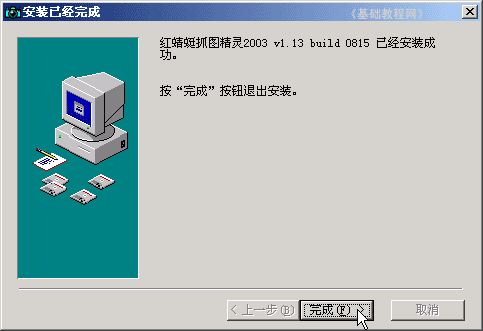 安装已经完成
《基础教程网》
红蜻蜓抓图精灵2003 v1.13 build 0815 已经安装成
功。
按“完成”按钮退出安装。
< 上一步(B)
完成(F) >
取消